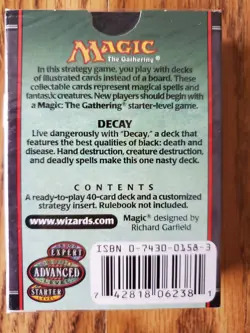 MAGIC
The Gathering®
In this strategy game, you play with decks
of illustrated cards instead of a board. These
collectable cards represent magical spells and
fantastic creatures. New players should begin with
a Magic: The Gathering® starter-level game.
DECAY
Live dangerously with "Decay," a deck that
features the best qualities of black: death and
disease. Hand destruction, creature destruction,
and deadly spells make this one nasty deck.
CONTENTS
A ready-to-play 40-card deck and a customized
strategy insert. Rulebook not included.
www.wizards.com
Magic® designed by
Richard Garfield
EXPERT
LEVEL
ADVANCED
LEVEL
STARTER
LEVEL
ISBN 0-7430-0158-3
7 42818 06238 1